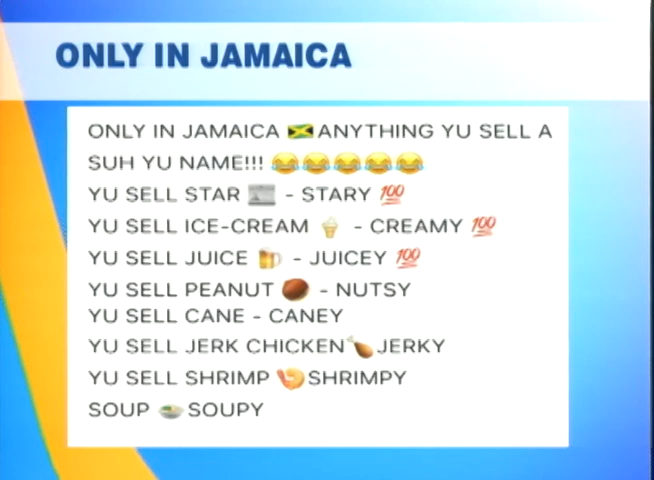 ONLY IN JAMAICA
ONLY IN JAMAICA 🇯🇲 ANYTHING YU SELL A
SUH YU NAME!!! 😂😂😂😂😂
YU SELL STAR 📰 - STARY 💯
YU SELL ICE-CREAM 🍦 - CREAMY 💯
YU SELL JUICE 🍺 - JUICEY 💯
YU SELL PEANUT 🌰 - NUTSY
YU SELL CANE - CANEY
YU SELL JERK CHICKEN 🍗 JERKY
YU SELL SHRIMP 🍤 SHRIMPY
SOUP 🍲 SOUPY